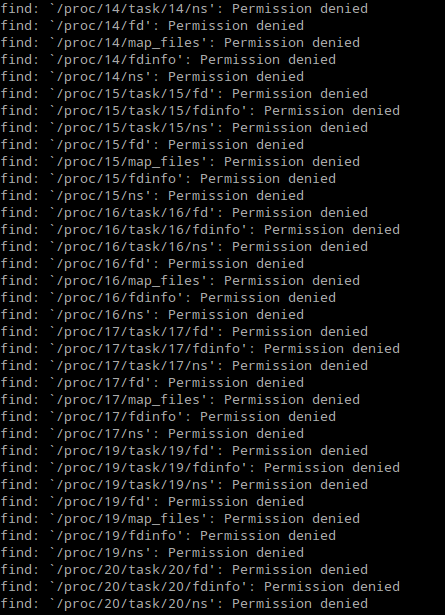 find: `/proc/14/task/14/ns': Permission denied
find: `/proc/14/fd': Permission denied
find: `/proc/14/map_files': Permission denied
find: `/proc/14/fdinfo': Permission denied
find: `/proc/14/ns': Permission denied
find: `/proc/15/task/15/fd': Permission denied
find: `/proc/15/task/15/fdinfo': Permission denied
find: `/proc/15/task/15/ns': Permission denied
find: `/proc/15/fd': Permission denied
find: `/proc/15/map_files': Permission denied
find: `/proc/15/fdinfo': Permission denied
find: `/proc/15/ns': Permission denied
find: `/proc/16/task/16/fd': Permission denied
find: `/proc/16/task/16/fdinfo': Permission denied
find: `/proc/16/task/16/ns': Permission denied
find: `/proc/16/fd': Permission denied
find: `/proc/16/map_files': Permission denied
find: `/proc/16/fdinfo': Permission denied
find: `/proc/16/ns': Permission denied
find: `/proc/17/task/17/fd': Permission denied
find: `/proc/17/task/17/fdinfo': Permission denied
find: `/proc/17/task/17/ns': Permission denied
find: `/proc/17/fd': Permission denied
find: `/proc/17/map_files': Permission denied
find: `/proc/17/fdinfo': Permission denied
find: `/proc/17/ns': Permission denied
find: `/proc/19/task/19/fd': Permission denied
find: `/proc/19/task/19/fdinfo': Permission denied
find: `/proc/19/task/19/ns': Permission denied
find: `/proc/19/fd': Permission denied
find: `/proc/19/map_files': Permission denied
find: `/proc/19/fdinfo': Permission denied
find: `/proc/19/ns': Permission denied
find: `/proc/20/task/20/fd': Permission denied
find: `/proc/20/task/20/fdinfo': Permission denied
find: `/proc/20/task/20/ns': Permission denied